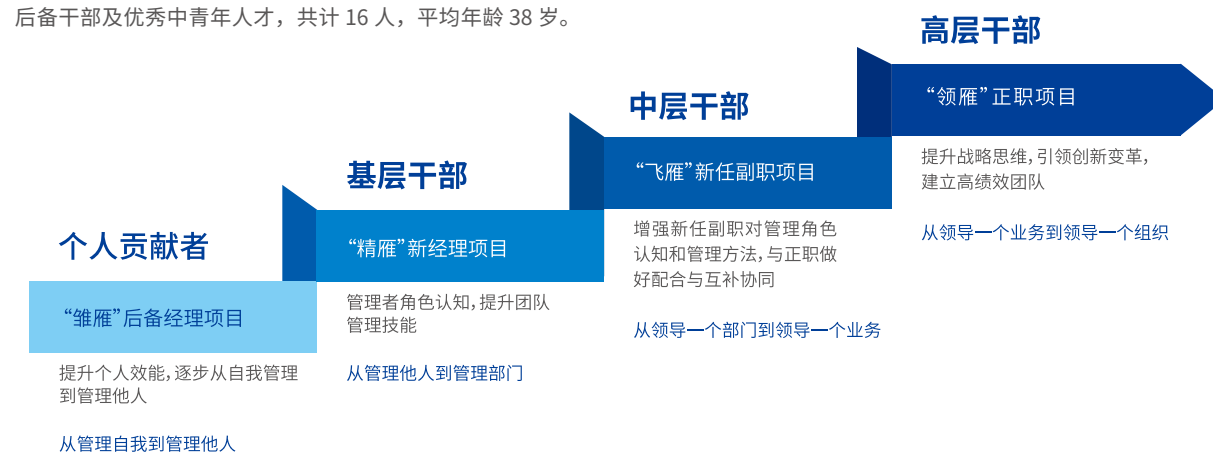 后备干部及优秀中青年人才，共计 16 人，平均年龄 38 岁。
高层干部
“领雁”正职项目
提升战略思维，引领创新变革，
建立高绩效团队
从领导一个业务到领导一个组织
中层干部
“飞雁”新任副职项目
增强新任副职对管理角色
认知和管理方法，与正职做
好配合与互补协同
从领导一个部门到领导一个业务
基层干部
“精雁”新经理项目
管理者角色认知，提升团队
管理技能
从管理他人到管理部门
个人贡献者
“雏雁”后备经理项目
提升个人效能，逐步从自我管理
到管理他人
从管理自我到管理他人